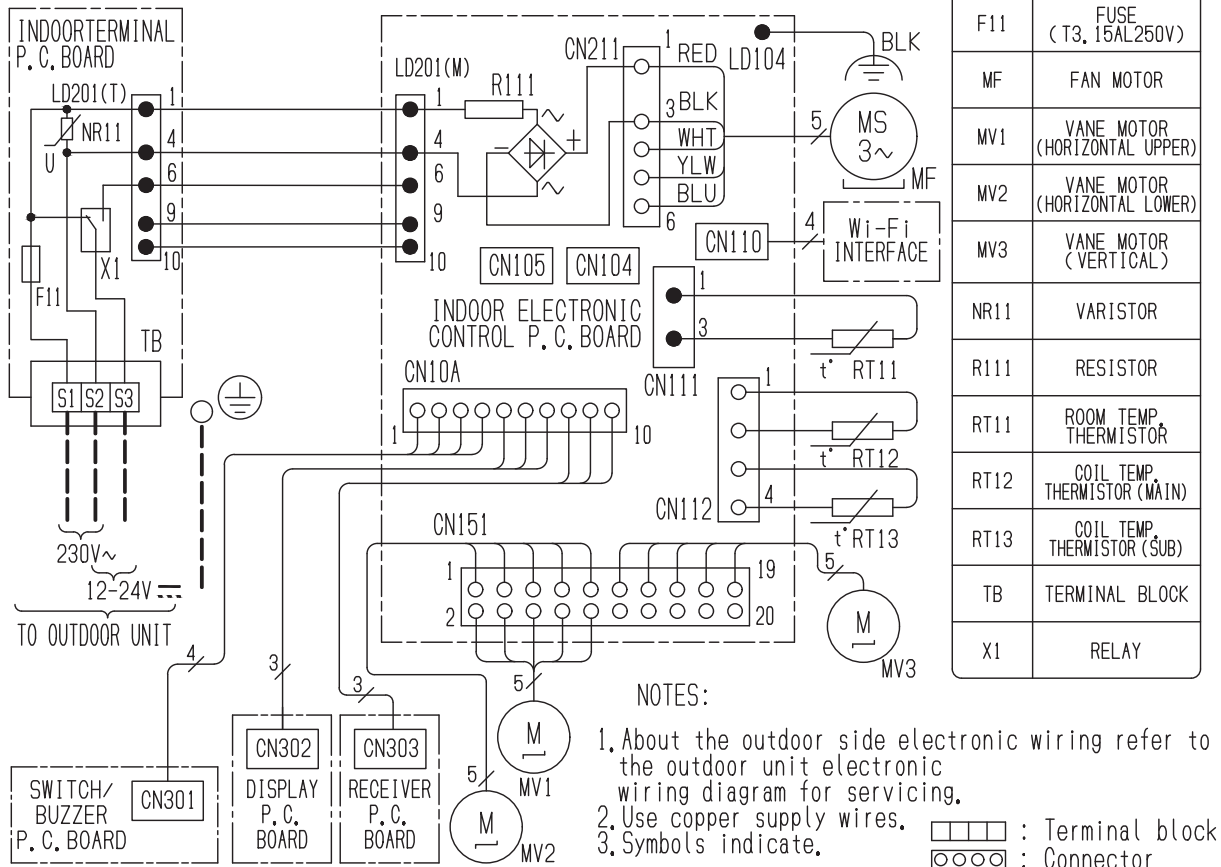 INDOORTERMINAL
P.C.BOARD
LD201(T)
1
NR11
U
4
6
9
10
X1
F11
TB
S1 S2 S3
230V~
12-24V
TO OUTDOOR UNIT
LD201(M)
1
4
6
9
10
R111
~
+
-
~
CN211
1
RED
3
BLK
WHT
YLW
BLU
6
LD104
BLK
5
MS
3~
MF
CN110
4
Wi-Fi
INTERFACE
CN105
CN104
INDOOR ELECTRONIC
CONTROL P.C.BOARD
1
3
CN111
t°
RT11
CN10A
1
10
1
4
CN112
t°
RT12
t°
RT13
CN151
1
2
19
20
5
M
MV3
4
3
3
5
M
MV1
5
M
MV2
SWITCH/
BUZZER
P.C.BOARD
CN301
CN302
DISPLAY
P.C.
BOARD
CN303
RECEIVER
P.C.
BOARD
F11 FUSE
(T3.15AL250V)
MF FAN MOTOR
MV1 VANE MOTOR
(HORIZONTAL UPPER)
MV2 VANE MOTOR
(HORIZONTAL LOWER)
MV3 VANE MOTOR
(VERTICAL)
NR11 VARISTOR
R111 RESISTOR
RT11 ROOM TEMP.
THERMISTOR
RT12 COIL TEMP.
THERMISTOR(MAIN)
RT13 COIL TEMP.
THERMISTOR(SUB)
TB TERMINAL BLOCK
X1 RELAY
NOTES:
1.About the outdoor side electronic wiring refer to
the outdoor unit electronic
wiring diagram for servicing.
2.Use copper supply wires.
3.Symbols indicate.
: Terminal block
: Connector